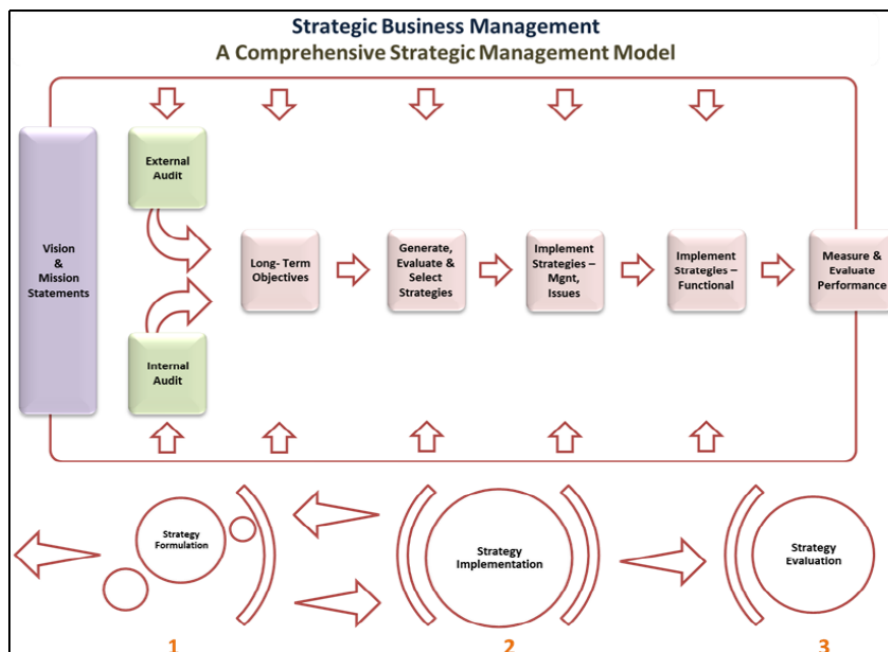 Strategic Business Management
A Comprehensive Strategic Management Model
External
Audit
Vision
&
Mission
Statements
Long- Term
Objectives
Generate,
Evaluate &
Select
Strategies
Implement
Strategies –
Mgnt,
Issues
Implement
Strategies –
Functional
Measure &
Evaluate
Performance
Internal
Audit
Strategy
Formulation
Strategy
Implementation
Strategy
Evaluation
1
2
3